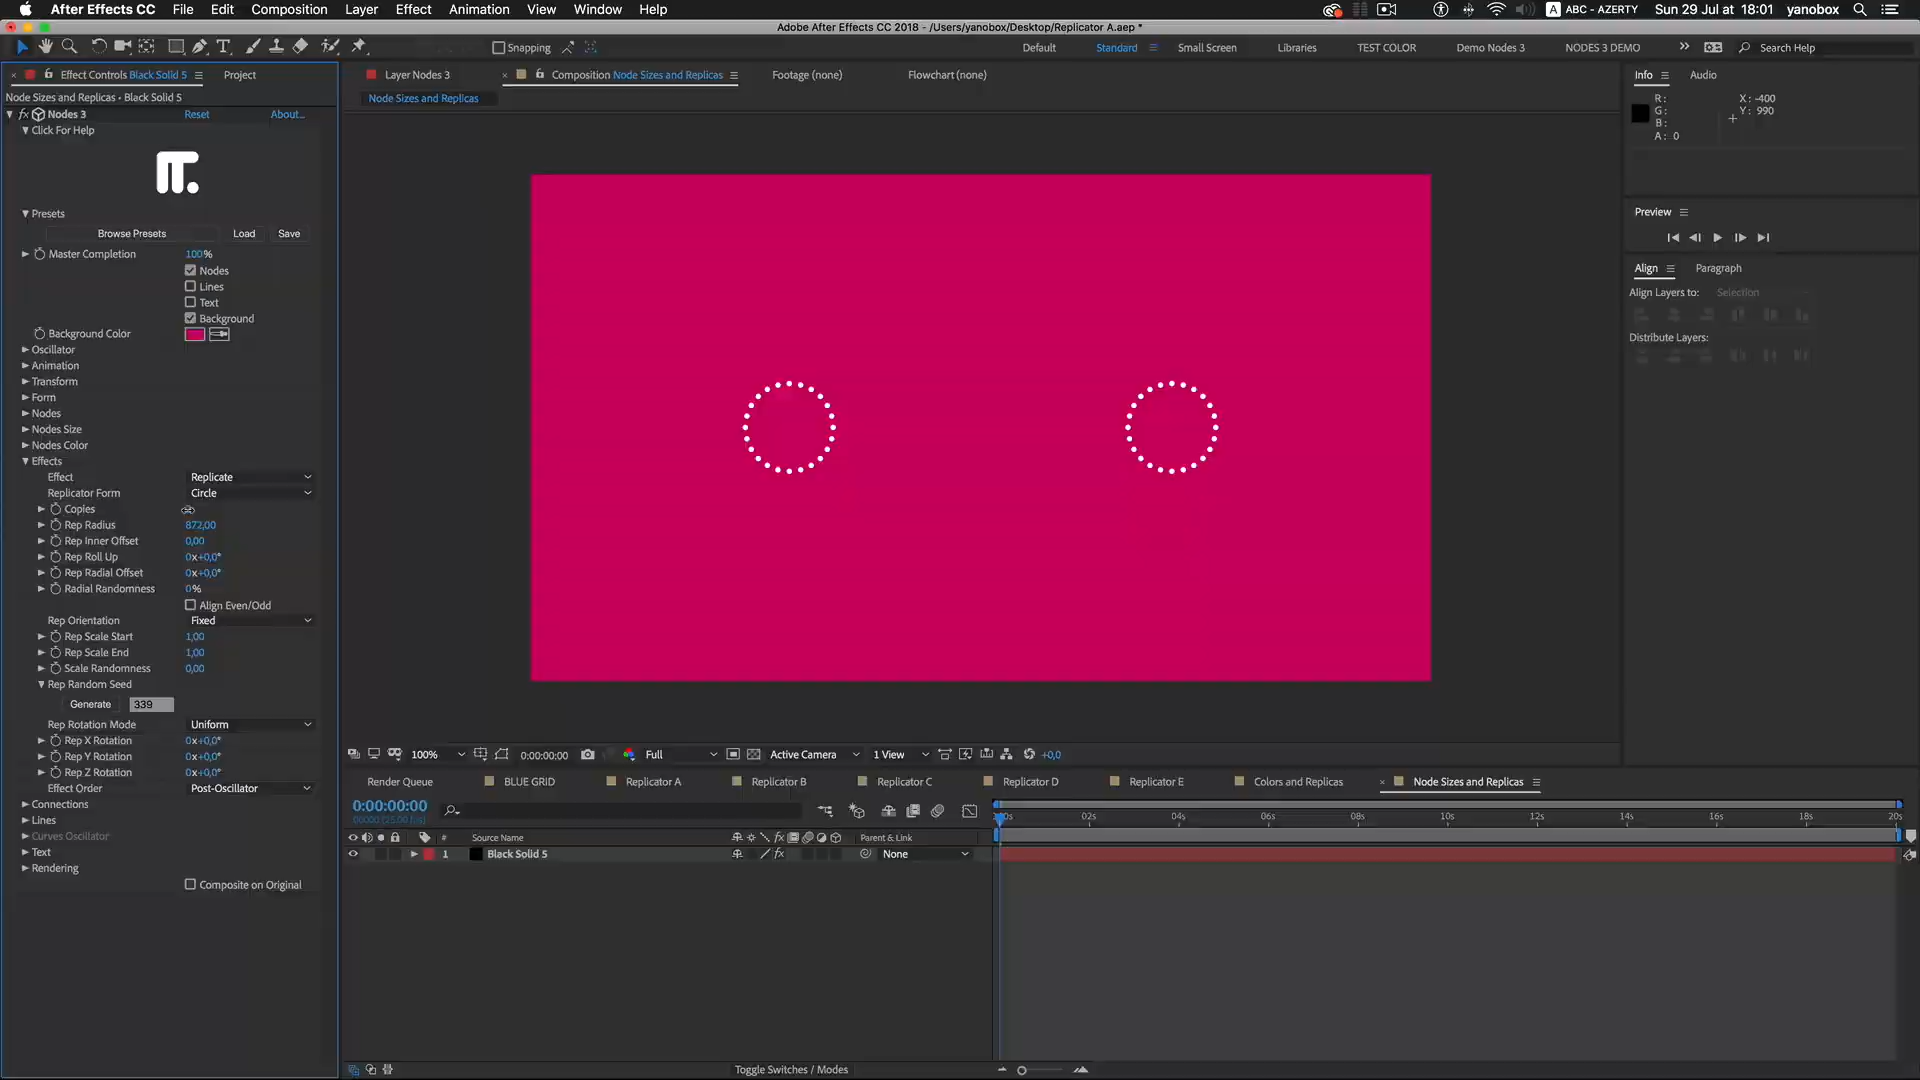 After Effects CC File Edit Composition Layer Effect Animation View Window Help
A ABC - AZERTY Sun 29 Jul at 18:01 yanobox
Adobe After Effects CC 2018 - /Users/yanobox/Desktop/Replicator A.aep *
Snapping
Default Standard Small Screen Libraries TEST COLOR Demo Nodes 3 NODES 3 DEMO Search Help
Effect Controls Black Solid 5 Project
Layer Nodes 3 Composition Node Sizes and Replicas Footage (none) Flowchart (none)
Info Audio
Node Sizes and Replicas • Black Solid 5
Node Sizes and Replicas
R:
G:
B:
A: 0
X: -400
Y: 990
fx Nodes 3 Reset About...
Click For Help
Presets
Browse Presets Load Save
Master Completion 100%
Nodes
Lines
Text
Background
Background Color
Oscillator
Animation
Transform
Form
Nodes
Nodes Size
Nodes Color
Effects
Effect Replicate
Replicator Form Circle
Copies
Rep Radius 872,00
Rep Inner Offset 0,00
Rep Roll Up 0x+0,0°
Rep Radial Offset 0x+0,0°
Radial Randomness 0%
Align Even/Odd
Rep Orientation Fixed
Rep Scale Start 1,00
Rep Scale End 1,00
Scale Randomness 0,00
Rep Random Seed
Generate 339
Rep Rotation Mode Uniform
Rep X Rotation 0x+0,0°
Rep Y Rotation 0x+0,0°
Rep Z Rotation 0x+0,0°
Effect Order Post-Oscillator
Connections
Lines
Curves Oscillator
Text
Rendering
Composite on Original
Preview
Align Paragraph
Align Layers to: Selection
Distribute Layers:
100% 0:00:00:00 Full Active Camera 1 View +0,0
Render Queue BLUE GRID Replicator A Replicator B Replicator C Replicator D Replicator E Colors and Replicas Node Sizes and Replicas
0:00:00:00
00000 (25.00 fps)
02s 04s 06s 08s 10s 12s 14s 16s 18s 20s
# Source Name fx Parent & Link
1 Black Solid 5 fx None
Toggle Switches / Modes